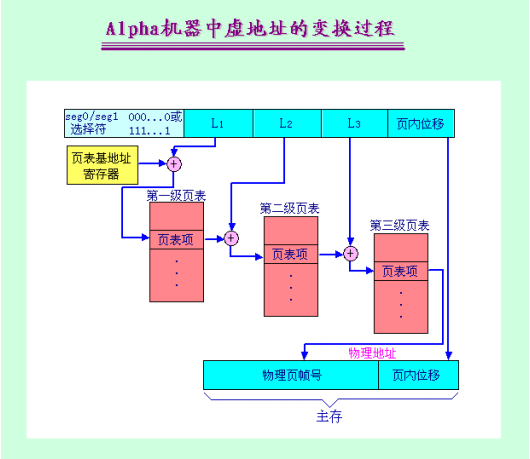 Alpha机器中虚地址的变换过程
seg0/seg1 000...0或
选择符 111...1
L1
L2
L3
页内位移
页表基地址
寄存器
+
第一级页表
页表项
+
第二级页表
页表项
+
第三级页表
页表项
物理地址
物理页帧号
页内位移
主存